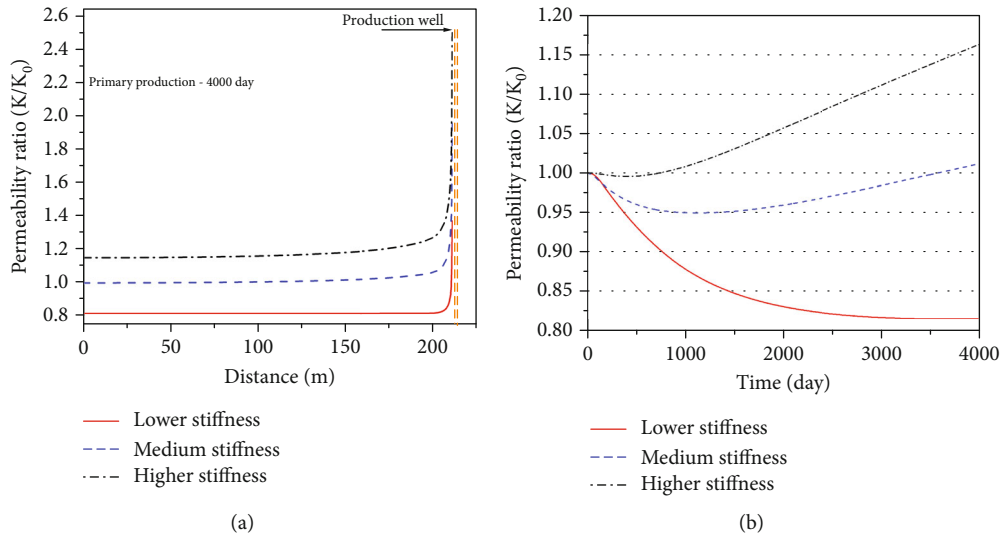 2.6
2.4
2.2
2.0
1.8
1.6
1.4
1.2
1.0
0.8
Permeability ratio (K/K₀)
Production well
Primary production - 4000 day
0
50
100
150
200
Distance (m)
Lower stiffness
Medium stiffness
Higher stiffness
(a)
1.20
1.15
1.10
1.05
1.00
0.95
0.90
0.85
0.80
Permeability ratio (K/K₀)
0
1000
2000
3000
4000
Time (day)
Lower stiffness
Medium stiffness
Higher stiffness
(b)